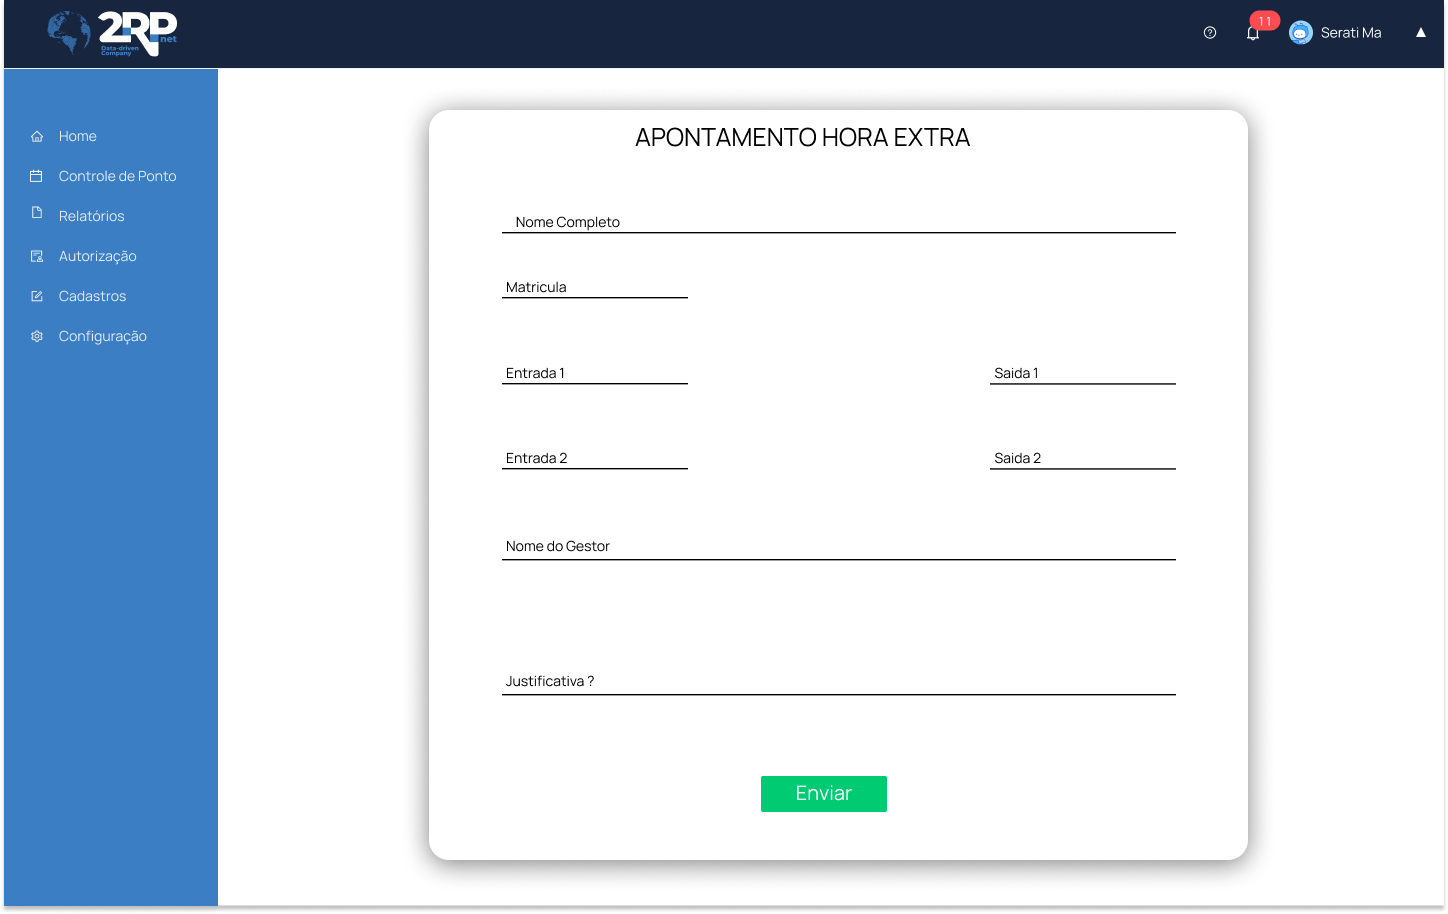 2RP
net
Data-driven
Company
11
Serati Ma
Home
Controle de Ponto
Relatórios
Autorização
Cadastros
Configuração
APONTAMENTO HORA EXTRA
Nome Completo
Matricula
Entrada 1
Saida 1
Entrada 2
Saida 2
Nome do Gestor
Justificativa ?
Enviar